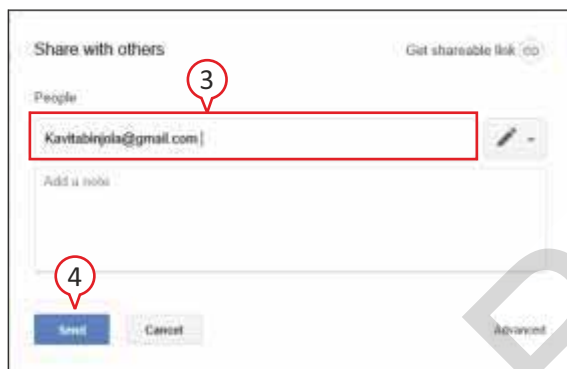 Share with others Get shareable link
3
People
Kavitabinjola@gmail.com
Add a note
4
Send Cancel Advanced